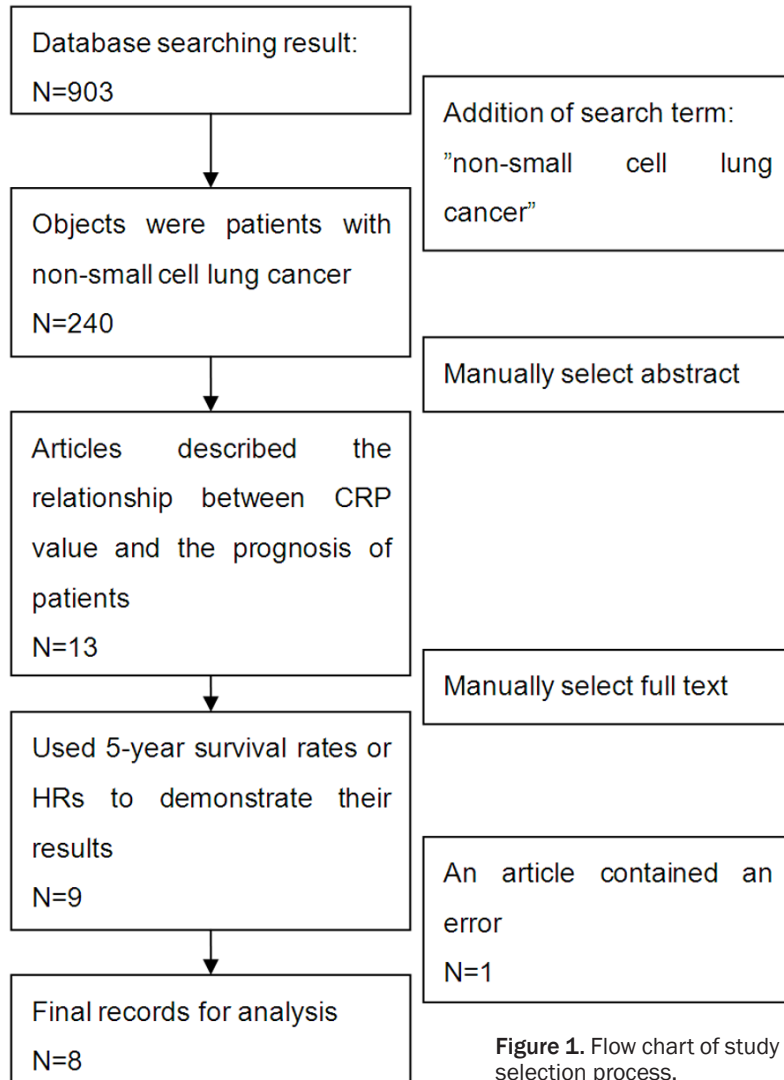 Database searching result:
N=903
Addition of search term:
”non-small cell lung
cancer”
Objects were patients with
non-small cell lung cancer
N=240
Manually select abstract
Articles described the
relationship between CRP
value and the prognosis of
patients
N=13
Manually select full text
Used 5-year survival rates or
HRs to demonstrate their
results
N=9
An article contained an
error
N=1
Final records for analysis
N=8
Figure 1. Flow chart of study
selection process.